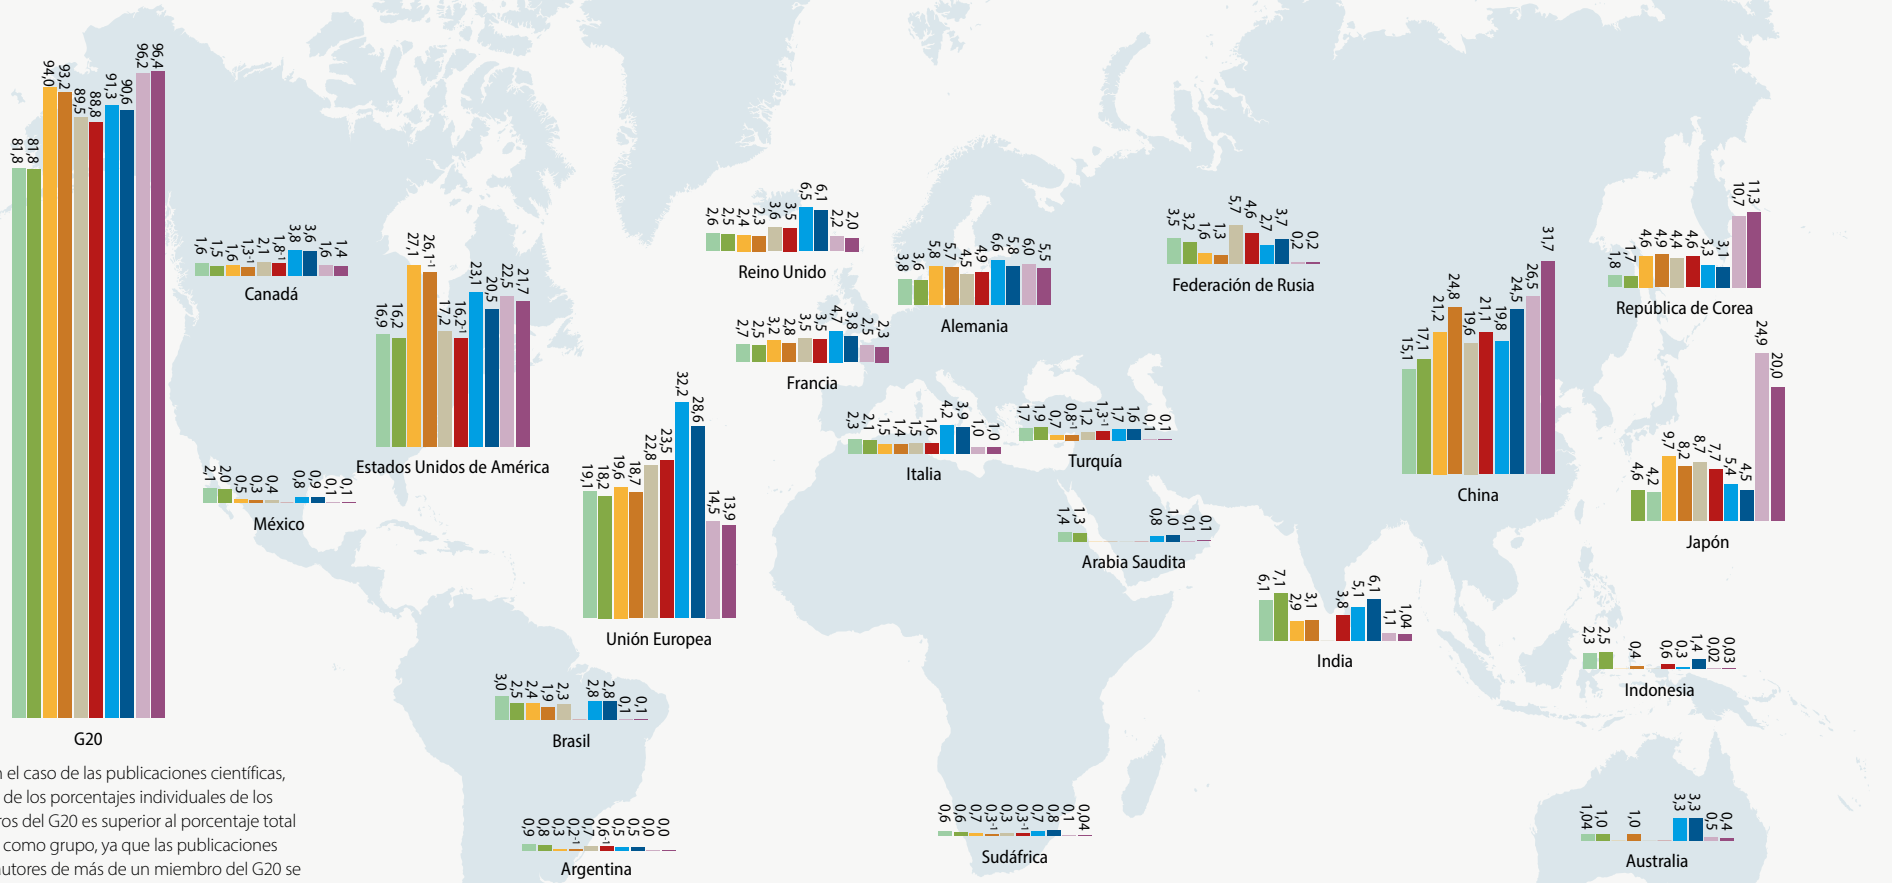 81,8 81,8 94,0 93,2 89,5 88,8 91,3 90,6 96,2 96,4
G20
1,6 1,5 1,6 1,3-1 2,1 1,8-1 3,8 3,6 1,6 1,4
Canadá
16,9 16,2 27,1 26,1-1 17,2 16,2-1 23,1 20,5 22,5 21,7
Estados Unidos de América
2,1 2,0 0,5 0,3 0,4 0,8 0,9 0,1 0,1
México
19,1 18,2 19,6 18,7 22,8 23,5 32,2 28,6 14,5 13,9
Unión Europea
3,0 2,5 2,4 1,9 2,3 2,8 2,8 0,1 0,1
Brasil
0,9 0,8 0,3 0,2-1 0,7 0,6-1 0,5 0,5 0,0 0,0
Argentina
2,6 2,5 2,4 2,3 3,6 3,5 6,5 6,1 2,2 2,0
Reino Unido
2,7 2,5 3,2 2,8 3,5 3,5 4,7 3,8 2,5 2,3
Francia
3,8 3,6 5,8 5,7 4,5 4,9 6,6 5,8 6,0 5,5
Alemania
2,3 2,1 1,5 1,4 1,5 1,6 4,2 3,9 1,0 1,0
Italia
1,7 1,9 0,7 0,8-1 1,2 1,3-1 1,7 1,6 0,1 0,1
Turquía
3,5 3,2 1,6 1,3 5,7 4,6 2,7 3,7 0,2 0,2
Federación de Rusia
1,4 1,3 0,8 1,0 0,1 0,1
Arabia Saudita
0,6 0,6 0,7 0,3-1 0,3 0,3-1 0,7 0,8 0,1 0,04
Sudáfrica
6,1 7,1 2,9 3,1 3,8 5,1 6,1 1,1 1,04
India
15,1 17,1 21,2 24,8 19,6 21,1 19,8 24,5 26,5 31,7
China
1,8 1,7 4,6 4,9 4,4 4,6 3,3 3,1 10,7 11,3
República de Corea
4,6 4,2 9,7 8,2 8,7 7,7 5,4 4,5 24,9 20,0
Japón
2,3 2,5 0,4 0,6 0,3 1,4 0,02 0,03
Indonesia
1,04 1,0 1,0 3,3 3,3 0,5 0,4
Australia
n el caso de las publicaciones científicas,
de los porcentajes individuales de los
ros del G20 es superior al porcentaje total
como grupo, ya que las publicaciones
autores de más de un miembro del G20 se